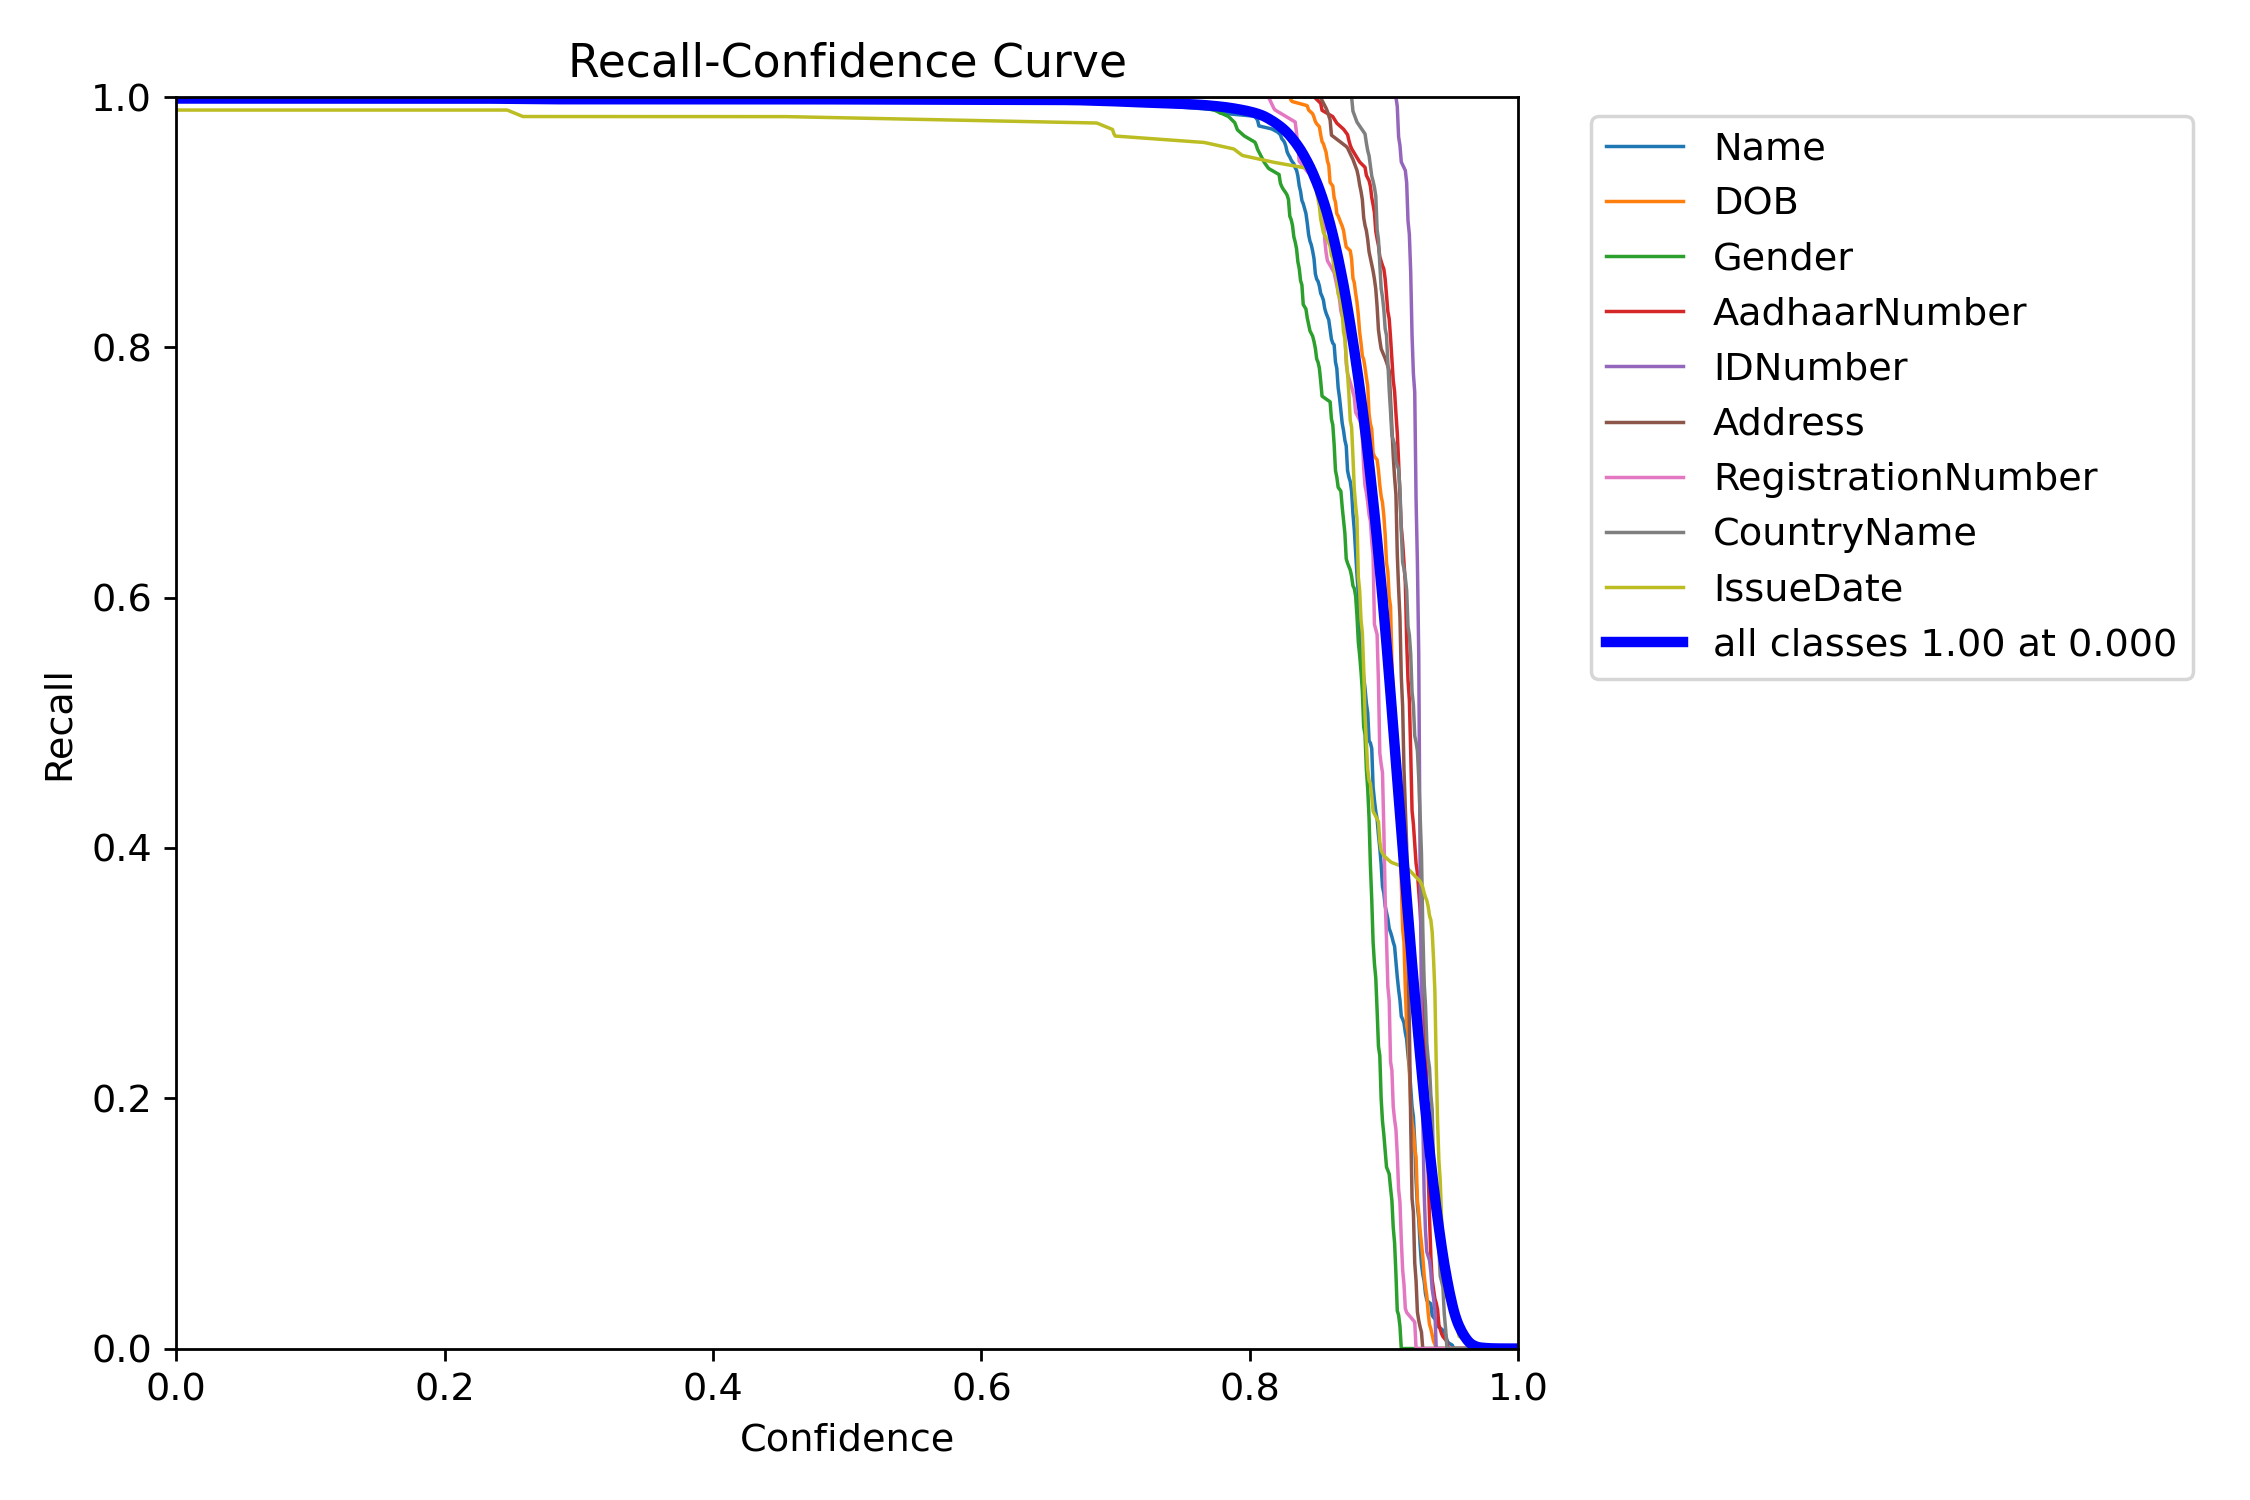 Recall-Confidence Curve
1.0
0.8
0.6
0.4
0.2
0.0
Recall
0.0 0.2 0.4 0.6 0.8 1.0
Confidence
Name
DOB
Gender
AadhaarNumber
IDNumber
Address
RegistrationNumber
CountryName
IssueDate
all classes 1.00 at 0.000